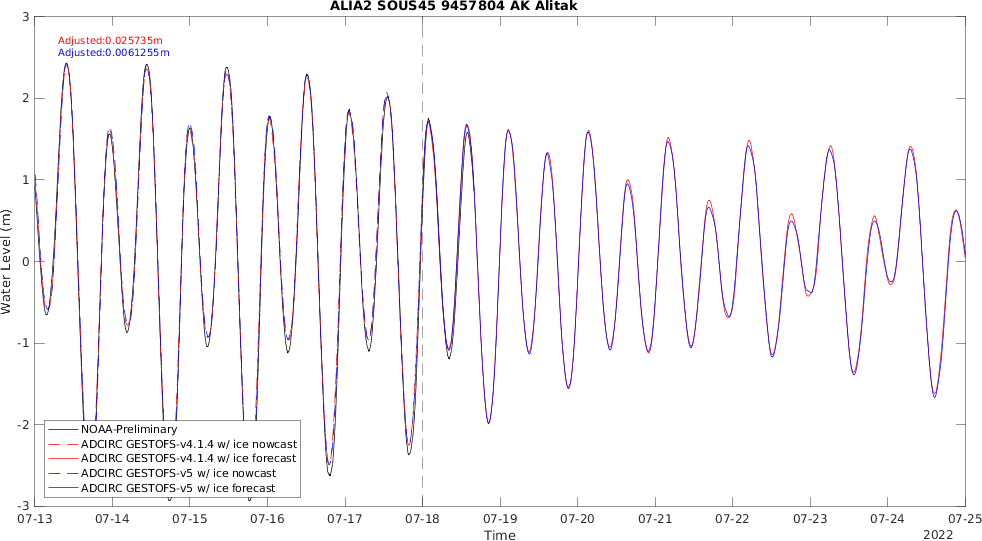 ALIA2 SOUS45 9457804 AK Alitak
Adjusted:0.025735m
Adjusted:0.0061255m
Water Level (m)
3
2
1
0
-1
-2
-3
NOAA-Preliminary
ADCIRC GESTOFS-v4.1.4 w/ ice nowcast
ADCIRC GESTOFS-v4.1.4 w/ ice forecast
ADCIRC GESTOFS-v5 w/ ice nowcast
ADCIRC GESTOFS-v5 w/ ice forecast
07-13 07-14 07-15 07-16 07-17 07-18 07-19 07-20 07-21 07-22 07-23 07-24 07-25
Time
2022